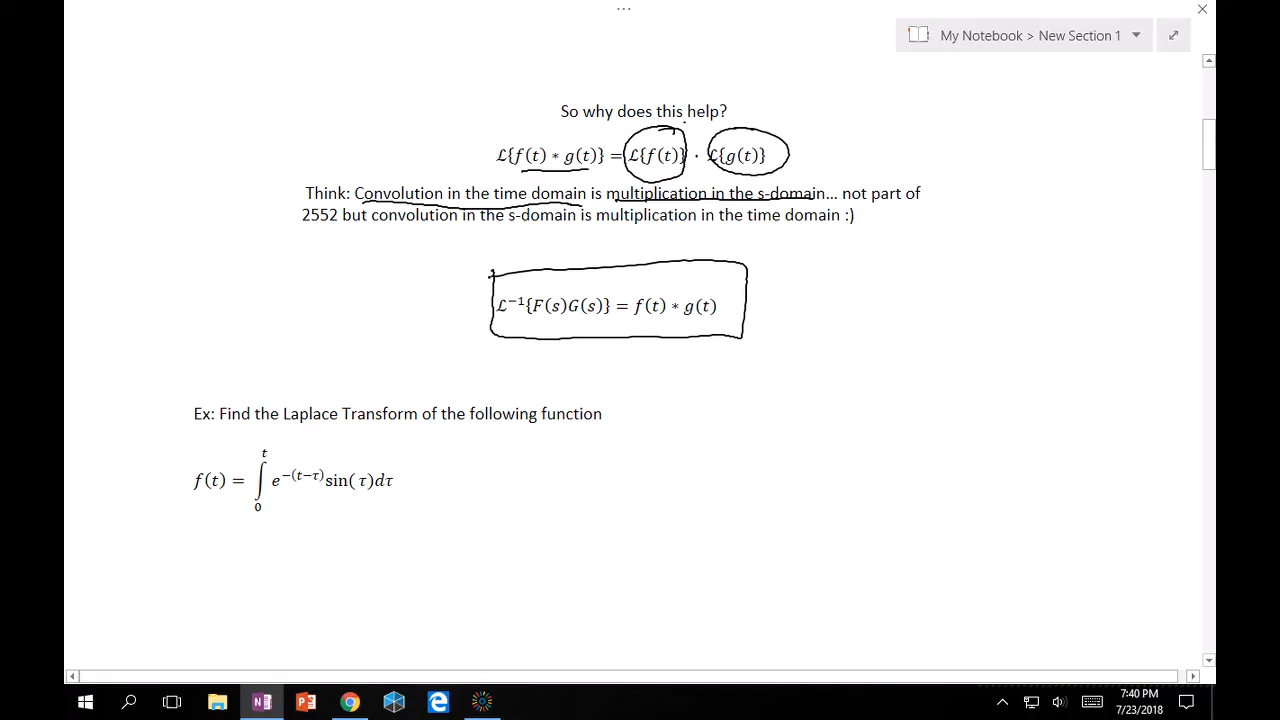 ...
My Notebook > New Section 1
So why does this help?
ℒ{f(t) ∗ g(t)} = ℒ{f(t)} · ℒ{g(t)}
Think: Convolution in the time domain is multiplication in the s-domain... not part of
2552 but convolution in the s-domain is multiplication in the time domain :)
ℒ⁻¹{F(s)G(s)} = f(t) ∗ g(t)
Ex: Find the Laplace Transform of the following function
f(t) = ∫₀ᵗ e^{−(t−τ)} sin( τ)dτ
7:40 PM
7/23/2018